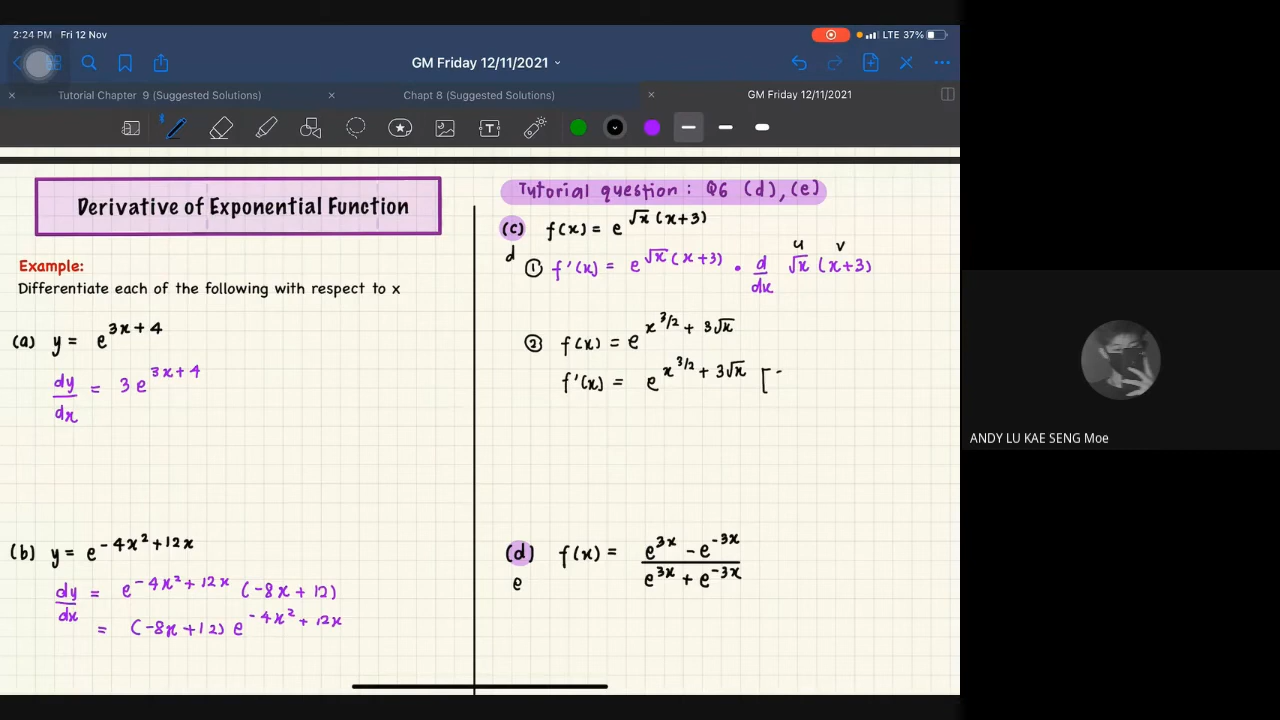 2:24 PM Fri 12 Nov
LTE 37%
GM Friday 12/11/2021
Tutorial Chapter 9 (Suggested Solutions)
Chapt 8 (Suggested Solutions)
GM Friday 12/11/2021
Derivative of Exponential Function
Example:
Differentiate each of the following with respect to x
(a) y = e^{3x+4}
dy/dx = 3e^{3x+4}
(b) y = e^{-4x²+12x}
dy/dx = e^{-4x²+12x} (-8x+12)
= (-8x+12) e^{-4x²+12x}
Tutorial question : Q6 (d), (e)
(c) f(x) = e^{√x(x+3)}
d
u v
① f'(x) = e^{√x(x+3)} • d/dx √x (x+3)
② f(x) = e^{x^{3/2} + 3√x}
f'(x) = e^{x^{3/2} + 3√x} [-
(d) f(x) = (e^{3x} - e^{-3x})/(e^{3x} + e^{-3x})
e
ANDY LU KAE SENG Moe